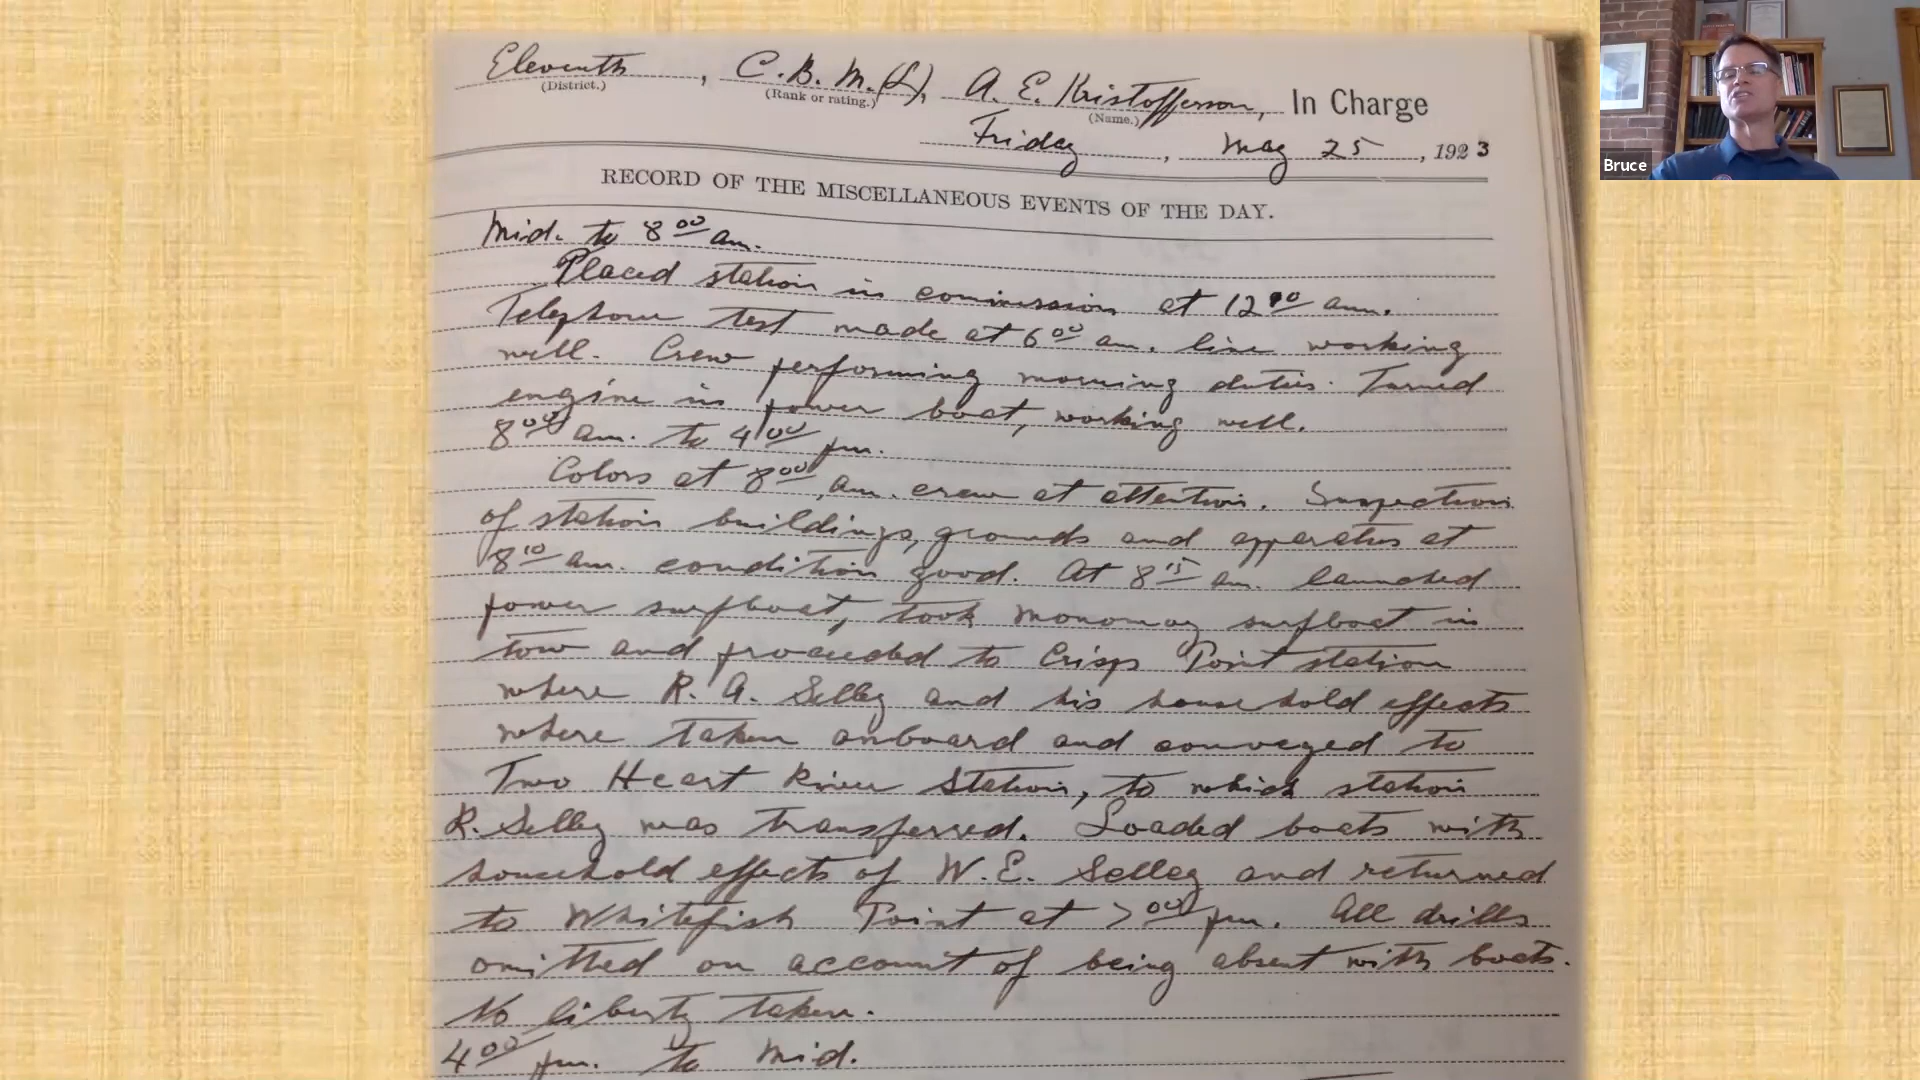 Eleventh, C.B.M.(L), A. E. Kristofferson, In Charge
(District.) (Rank or rating.) (Name.)
Friday, May 25, 1923
RECORD OF THE MISCELLANEOUS EVENTS OF THE DAY.
Mid. to 8 00 am.
Placed station in commission at 12 00 am.
Telephone test made at 6 00 am. line working
well. Crew performing morning duties. Turned
engine in power boat, working well.
8 00 am. to 4 00 pm.
Colors at 8 00 am. crew at attention. Inspection
of station buildings, grounds and apparatus at
8 10 am. condition good. At 8 15 am. launched
power surfboat, took Monomoy surfboat in
tow and proceeded to Crisps Point station
where R. A. Selley and his household effects
where taken onboard and conveyed to
Two Heart River Station, to which station
R. Selley was transferred. Loaded boats with
household effects of W. E. Selley and returned
to Whitefish Point at 7 00 pm. All drills
omitted on account of being absent with boats.
No liberty taken.
4 00 pm. to Mid.
Bruce